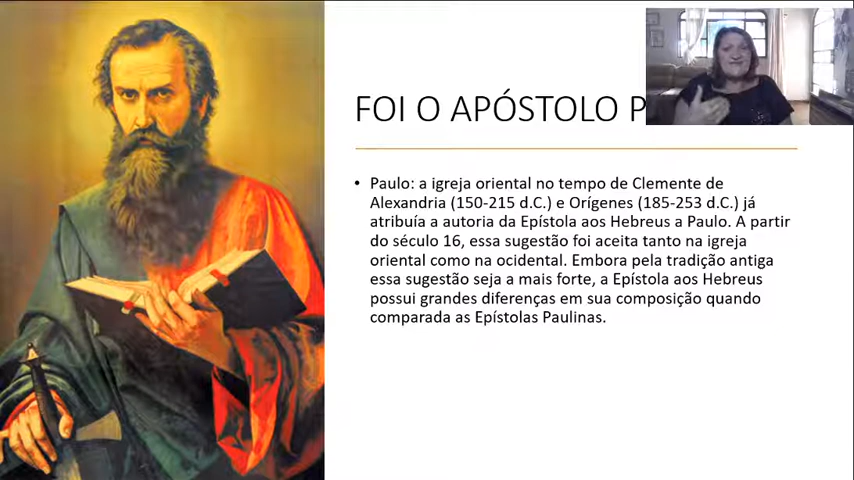 FOI O APÓSTOLO
• Paulo: a igreja oriental no tempo de Clemente de
Alexandria (150-215 d.C.) e Orígenes (185-253 d.C.) já
atribuía a autoria da Epístola aos Hebreus a Paulo. A partir
do século 16, essa sugestão foi aceita tanto na igreja
oriental como na ocidental. Embora pela tradição antiga
essa sugestão seja a mais forte, a Epístola aos Hebreus
possui grandes diferenças em sua composição quando
comparada as Epístolas Paulinas.